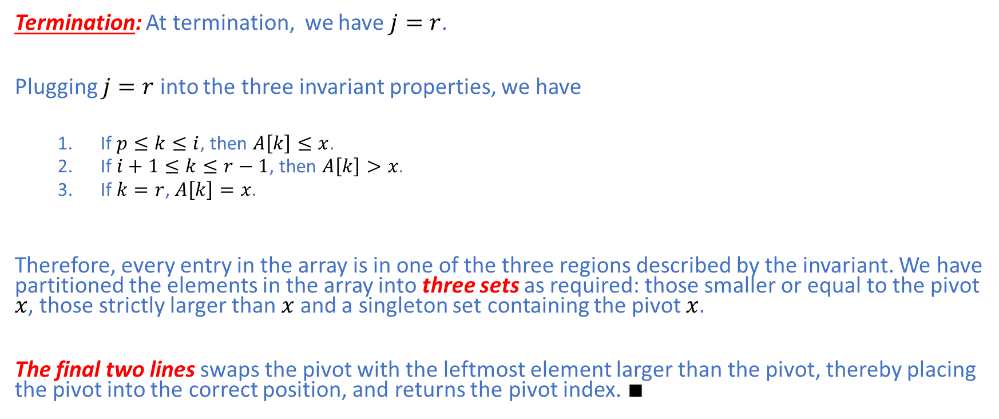 Termination: At termination, we have j = r.
Plugging j = r into the three invariant properties, we have
1. If p ≤ k ≤ i, then A[k] ≤ x.
2. If i + 1 ≤ k ≤ r − 1, then A[k] > x.
3. If k = r, A[k] = x.
Therefore, every entry in the array is in one of the three regions described by the invariant. We have
partitioned the elements in the array into three sets as required: those smaller or equal to the pivot
x, those strictly larger than x and a singleton set containing the pivot x.
The final two lines swaps the pivot with the leftmost element larger than the pivot, thereby placing
the pivot into the correct position, and returns the pivot index. ■